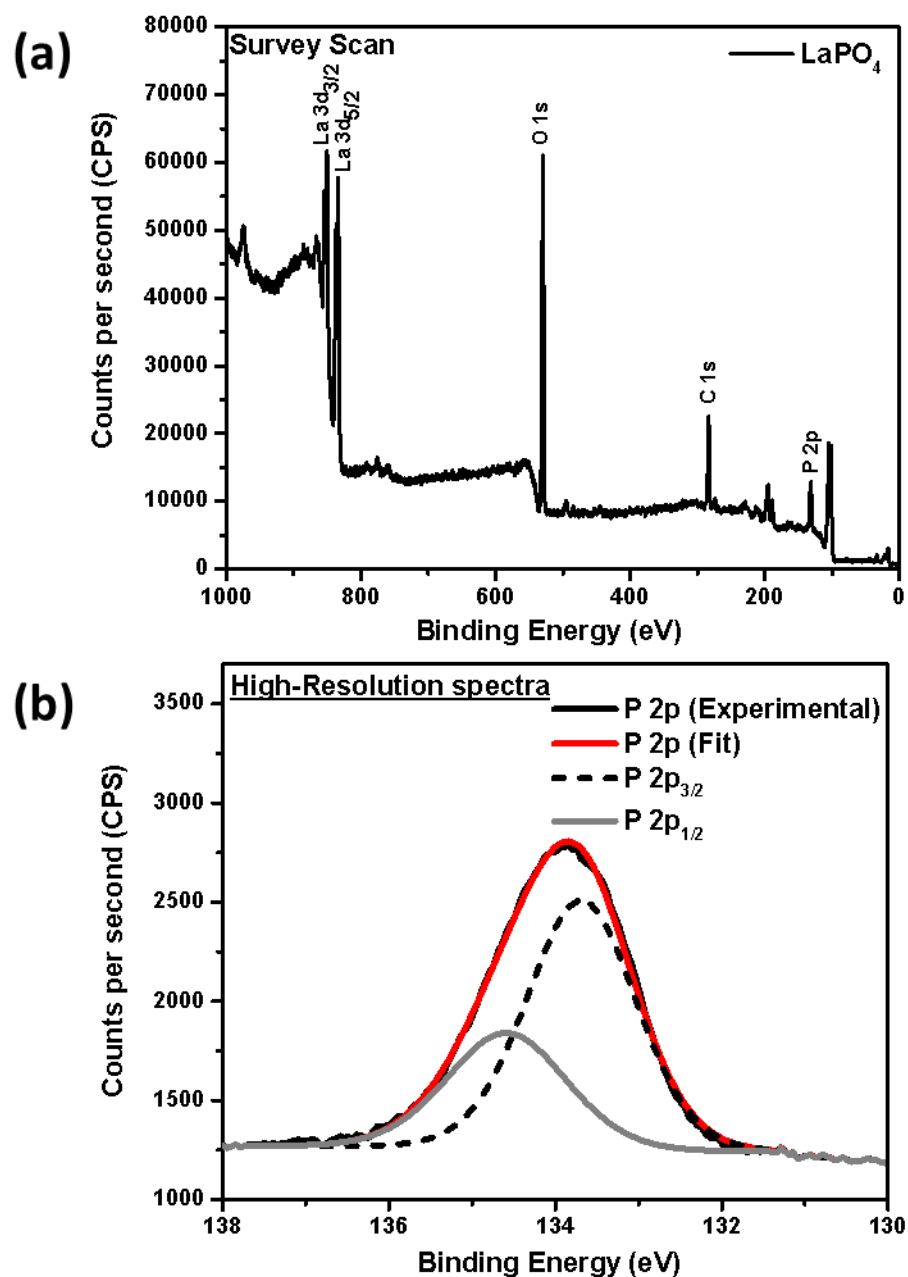 (a)
Survey Scan
LaPO4
Counts per second (CPS)
80000
70000
60000
50000
40000
30000
20000
10000
0
La 3d3/2
La 3d5/2
O 1s
C 1s
P 2p
1000 800 600 400 200 0
Binding Energy (eV)
(b)
High-Resolution spectra
P 2p (Experimental)
P 2p (Fit)
P 2p3/2
P 2p1/2
Counts per second (CPS)
3500
3000
2500
2000
1500
1000
138 136 134 132 130
Binding Energy (eV)